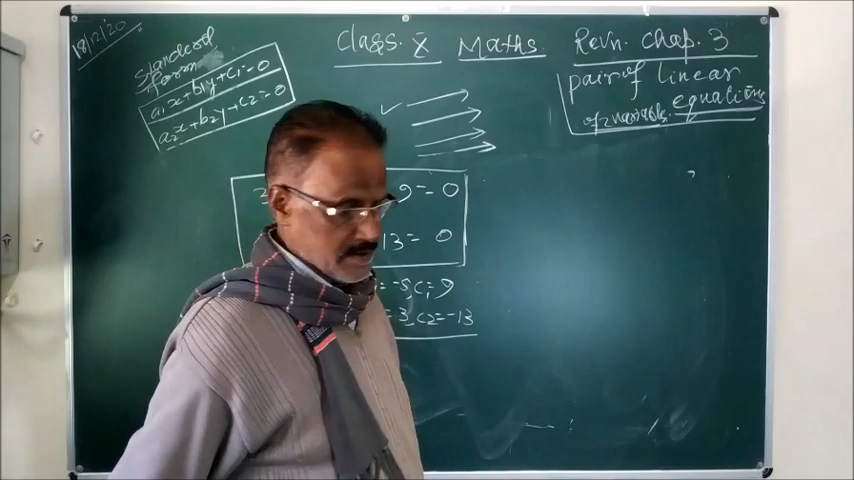 18/12/20
Class. X Maths
Revn. Chap. 3
pair of linear
equations
of 2 variables.
Standard
form
a₁x+b₁y+c₁=0
a₂x+b₂y+c₂=0
9=0
13=0
=-5, c₁=9
=3, c₂=-13